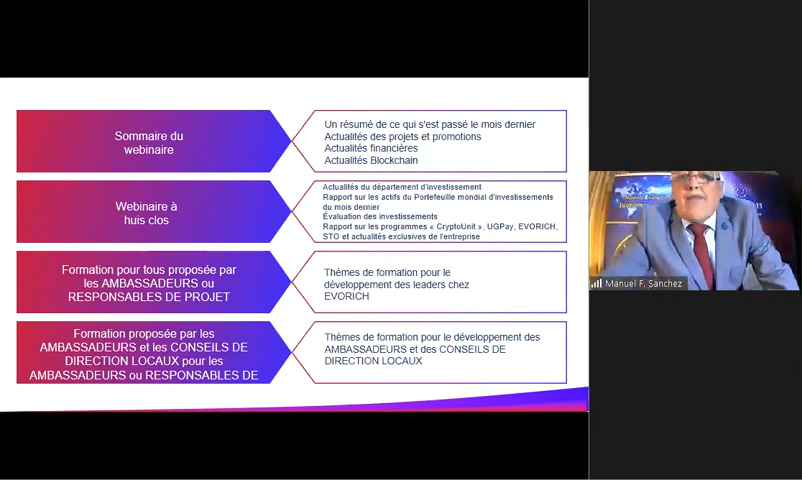 Sommaire du
webinaire
Un résumé de ce qui s'est passé le mois dernier
Actualités des projets et promotions
Actualités financières
Actualités Blockchain
Webinaire à
huis clos
Actualités du département d'investissement
Rapport sur les actifs du Portefeuille mondial d'investissements
du mois dernier
Évaluation des investissements
Rapport sur les programmes « CryptoUnit », UGPay, EVORICH,
STO et actualités exclusives de l'entreprise
Formation pour tous proposée par
les AMBASSADEURS ou
RESPONSABLES DE PROJET
Thèmes de formation pour le
développement des leaders chez
EVORICH
Formation proposée par les
AMBASSADEURS et les CONSEILS DE
DIRECTION LOCAUX pour les
AMBASSADEURS ou RESPONSABLES DE
Thèmes de formation pour le développement des
AMBASSADEURS et des CONSEILS DE
DIRECTION LOCAUX
Manuel F. Sanchez